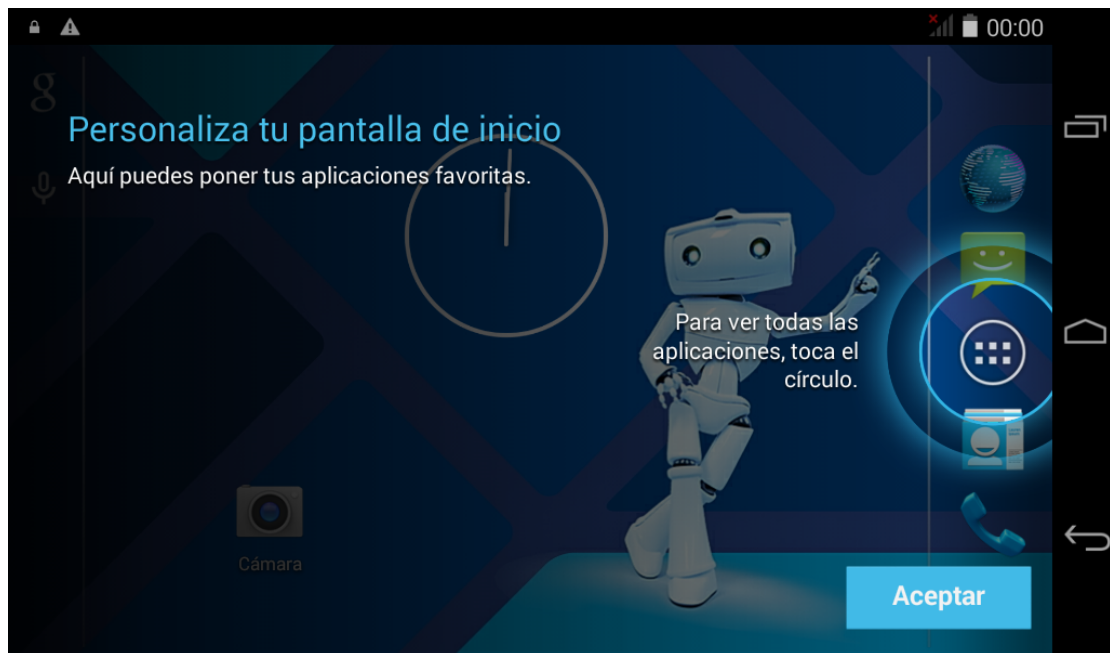 00:00
g
Personaliza tu pantalla de inicio
Aquí puedes poner tus aplicaciones favoritas.
Para ver todas las
aplicaciones, toca el
círculo.
Cámara
Aceptar